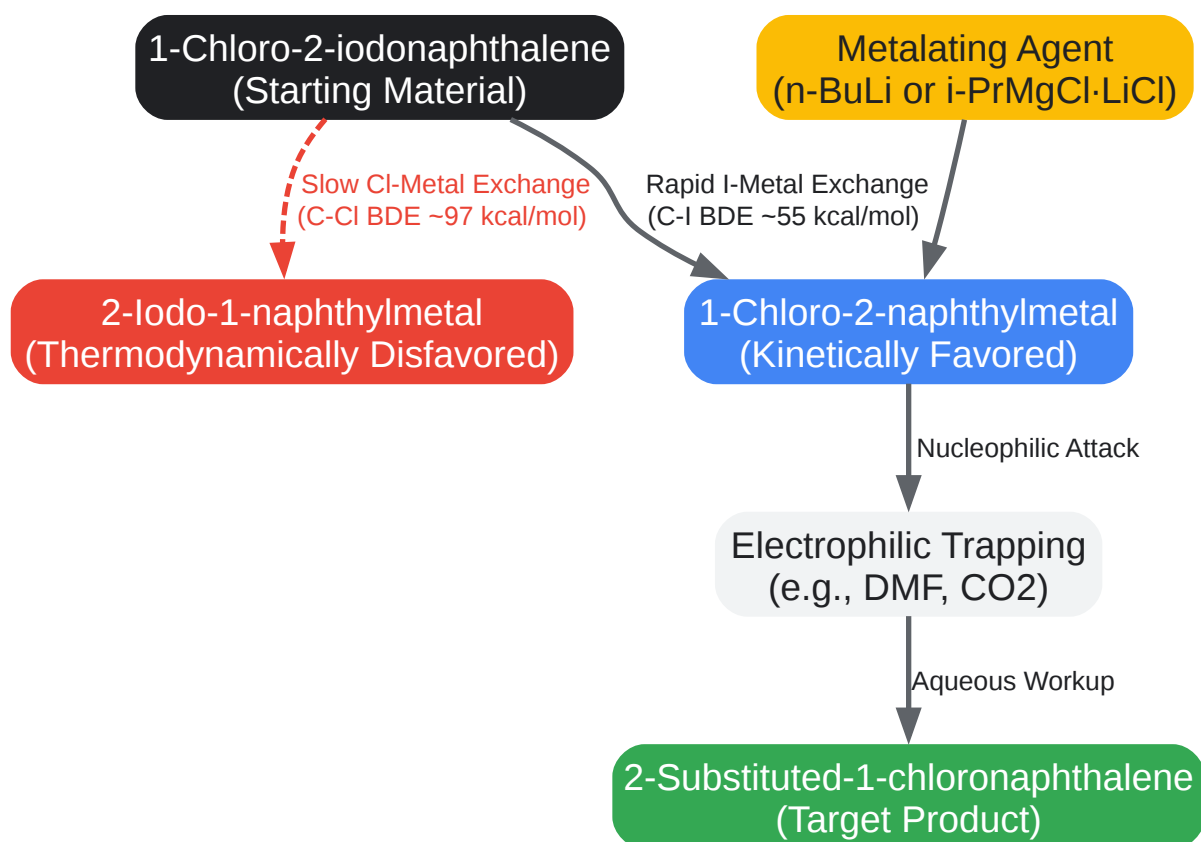 1-Chloro-2-iodonaphthalene
(Starting Material)
Metalating Agent
(n-BuLi or i-PrMgCl·LiCl)
Slow Cl-Metal Exchange
(C-Cl BDE ~97 kcal/mol)
Rapid I-Metal Exchange
(C-I BDE ~55 kcal/mol)
2-Iodo-1-naphthylmetal
(Thermodynamically Disfavored)
1-Chloro-2-naphthylmetal
(Kinetically Favored)
Nucleophilic Attack
Electrophilic Trapping
(e.g., DMF, CO2)
Aqueous Workup
2-Substituted-1-chloronaphthalene
(Target Product)